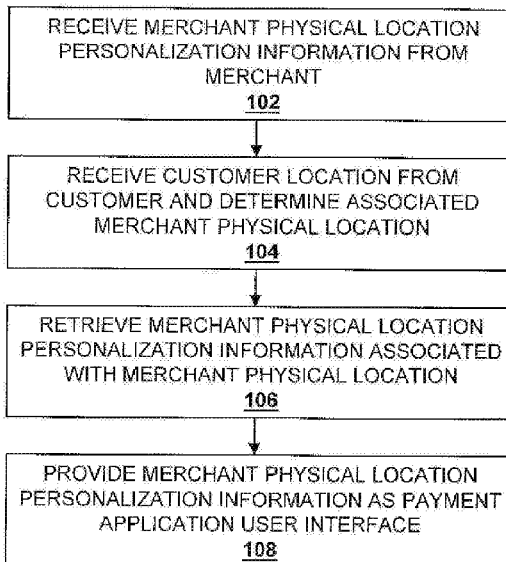 RECEIVE MERCHANT PHYSICAL LOCATION
PERSONALIZATION INFORMATION FROM
MERCHANT
102
RECEIVE CUSTOMER LOCATION FROM
CUSTOMER AND DETERMINE ASSOCIATED
MERCHANT PHYSICAL LOCATION
104
RETRIEVE MERCHANT PHYSICAL LOCATION
PERSONALIZATION INFORMATION ASSOCIATED
WITH MERCHANT PHYSICAL LOCATION
106
PROVIDE MERCHANT PHYSICAL LOCATION
PERSONALIZATION INFORMATION AS PAYMENT
APPLICATION USER INTERFACE
108